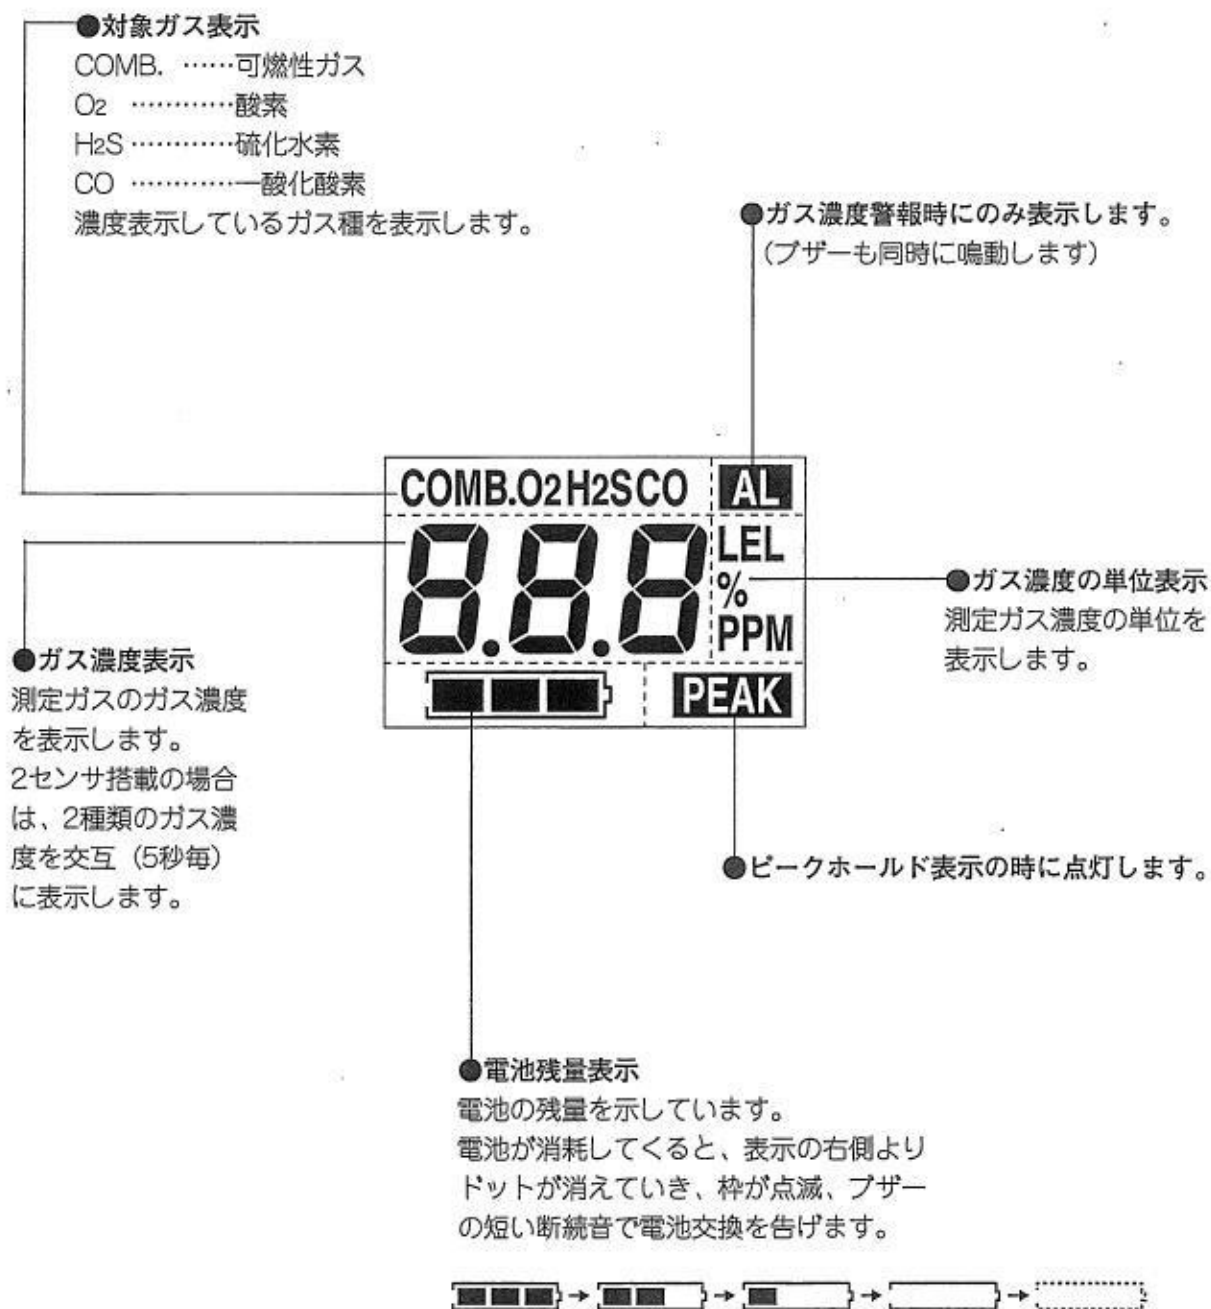 ●対象ガス表示
COMB. ……可燃性ガス
O2 …………酸素
H2S …………硫化水素
CO …………一酸化酸素
濃度表示しているガス種を表示します。
●ガス濃度警報時にのみ表示します。
（ブザーも同時に鳴動します）
COMB.O2H2SCO AL
8.8.8
LEL
%
PPM
PEAK
●ガス濃度の単位表示
測定ガス濃度の単位を
表示します。
●ガス濃度表示
測定ガスのガス濃度
を表示します。
2センサ搭載の場合
は、2種類のガス濃
度を交互（5秒毎）
に表示します。
●ピークホールド表示の時に点灯します。
●電池残量表示
電池の残量を示しています。
電池が消耗してくると、表示の右側より
ドットが消えていき、枠が点滅、ブザー
の短い断続音で電池交換を告げます。